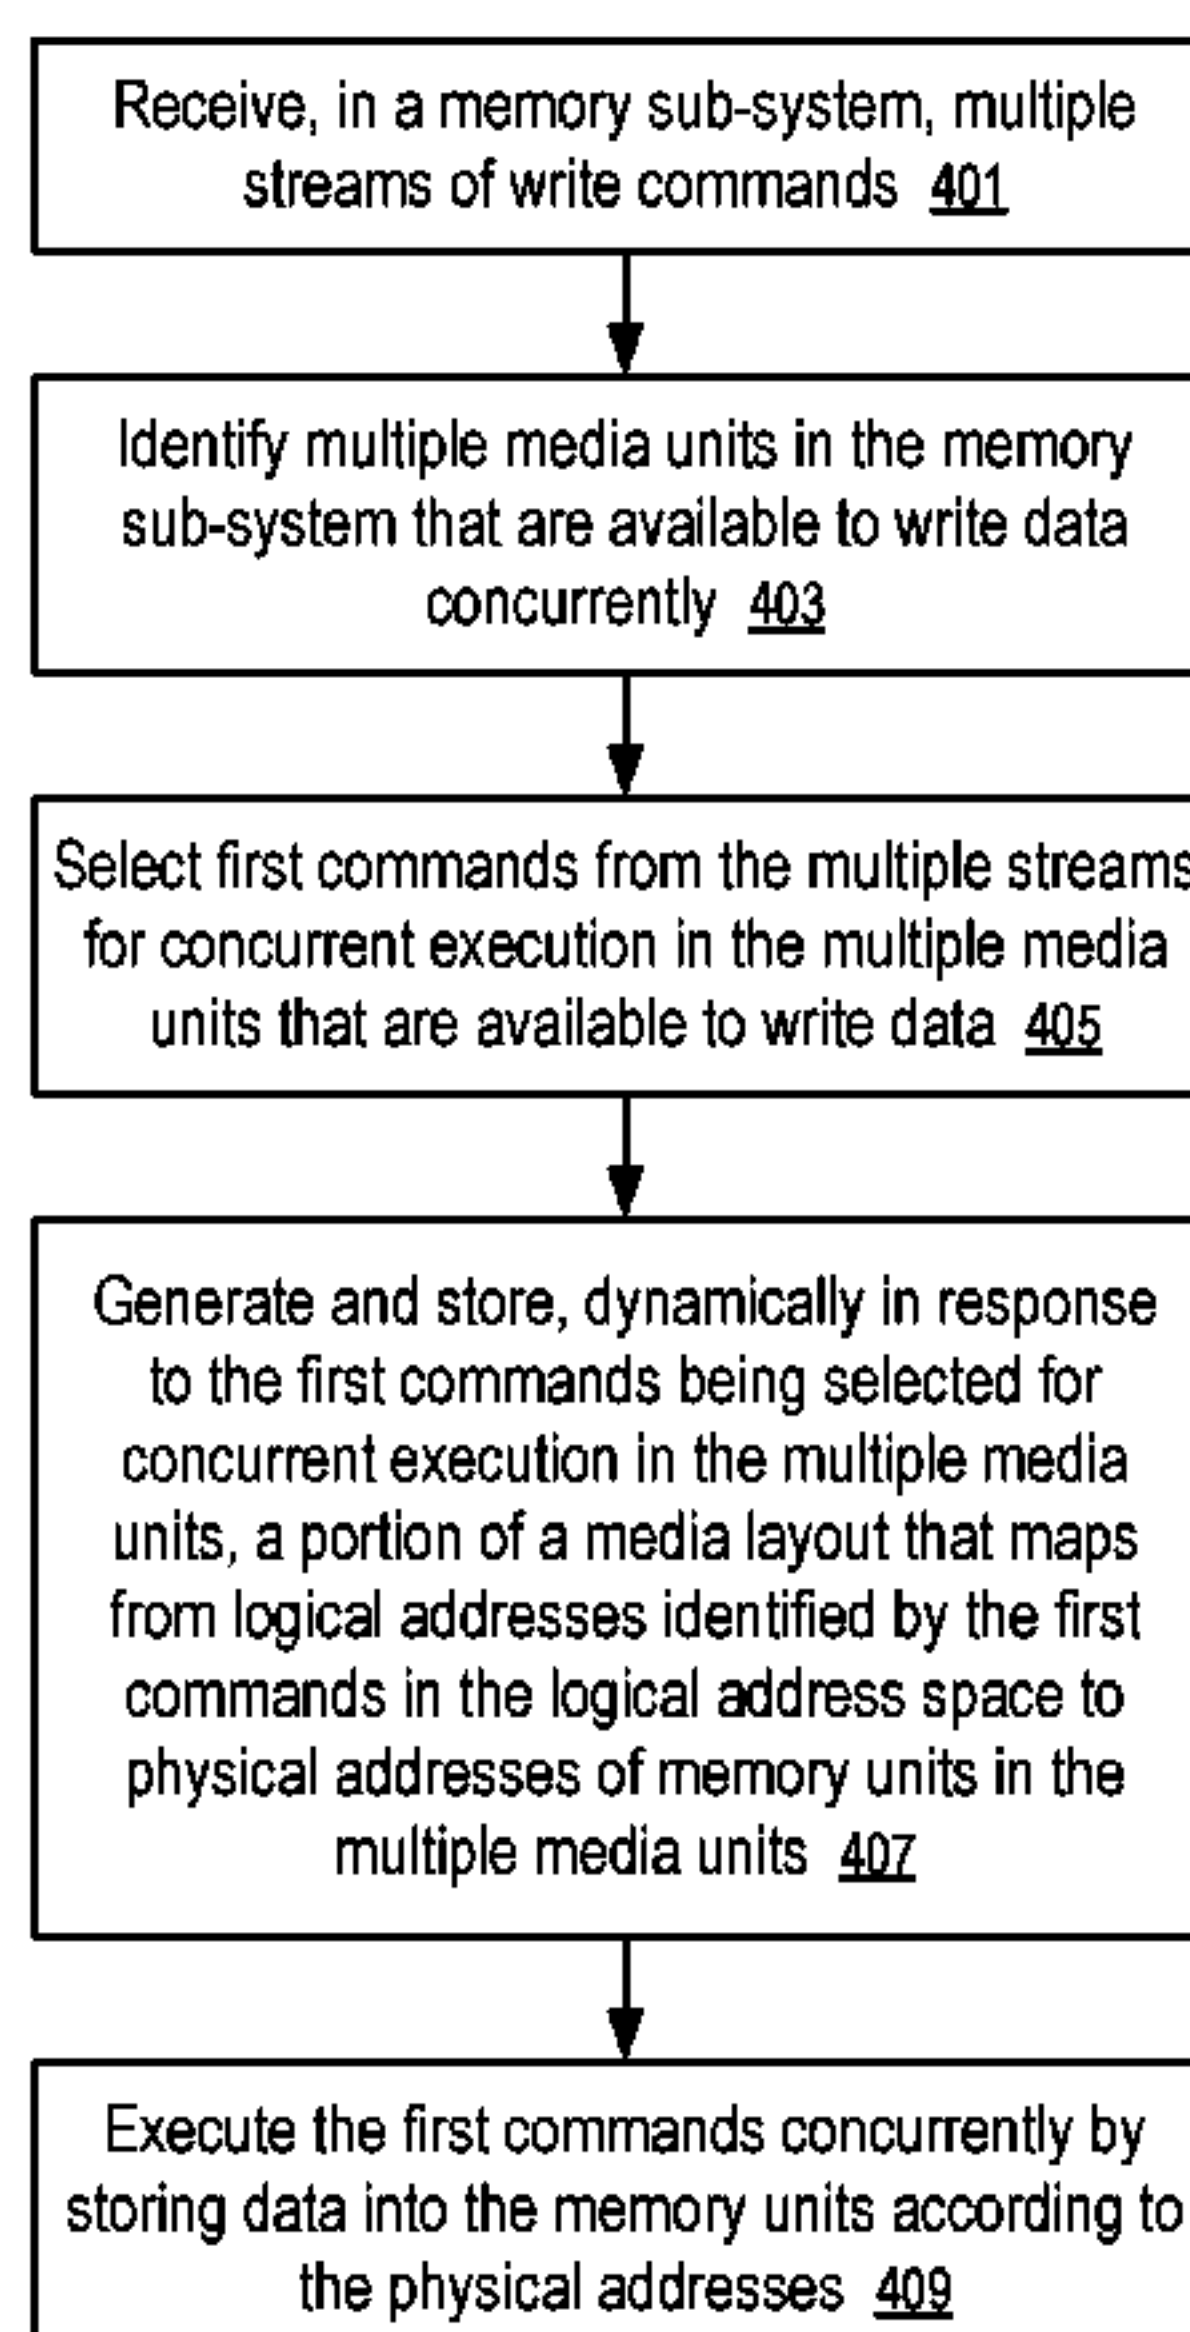 Receive, in a memory sub-system, multiple
streams of write commands 401
Identify multiple media units in the memory
sub-system that are available to write data
concurrently 403
Select first commands from the multiple streams
for concurrent execution in the multiple media
units that are available to write data 405
Generate and store, dynamically in response
to the first commands being selected for
concurrent execution in the multiple media
units, a portion of a media layout that maps
from logical addresses identified by the first
commands in the logical address space to
physical addresses of memory units in the
multiple media units 407
Execute the first commands concurrently by
storing data into the memory units according to
the physical addresses 409